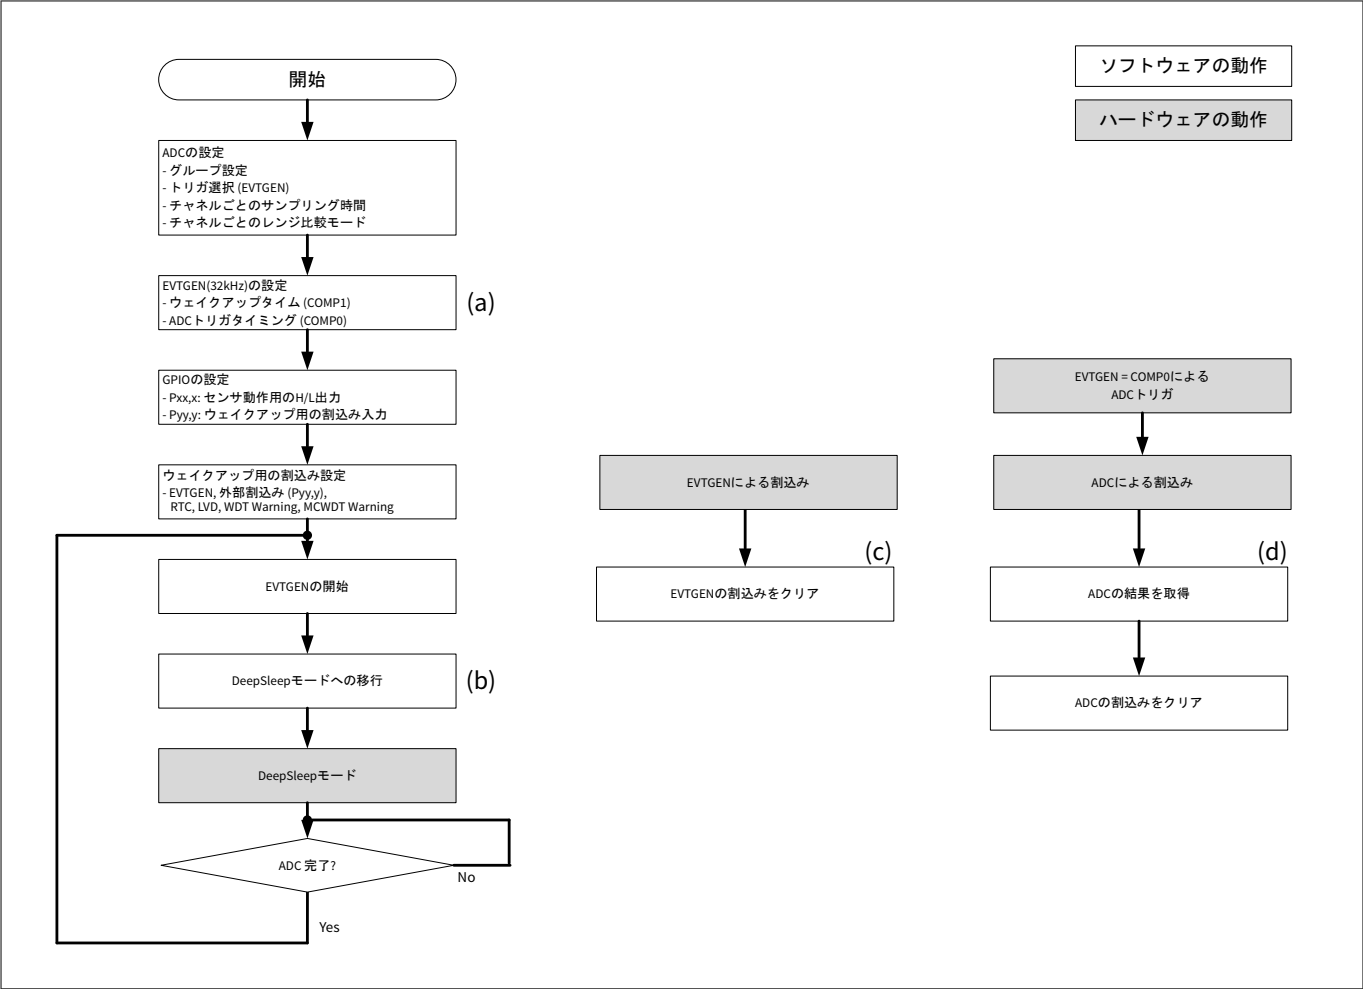 開始
ADCの設定
- グループ設定
- トリガ選択 (EVTGEN)
- チャネルごとのサンプリング時間
- チャネルごとのレンジ比較モード
EVTGEN(32kHz)の設定
- ウェイクアップタイム (COMP1)
- ADCトリガタイミング (COMP0)
(a)
GPIOの設定
- Pxx,x: センサ動作用のH/L出力
- Pyy,y: ウェイクアップ用の割込み入力
ウェイクアップ用の割込み設定
- EVTGEN, 外部割込み (Pyy,y),
RTC, LVD, WDT Warning, MCWDT Warning
EVTGENの開始
DeepSleepモードへの移行
(b)
DeepSleepモード
ADC 完了?
No
Yes
EVTGENによる割込み
(c)
EVTGENの割込みをクリア
ソフトウェアの動作
ハードウェアの動作
EVTGEN = COMP0による
ADCトリガ
ADCによる割込み
(d)
ADCの結果を取得
ADCの割込みをクリア